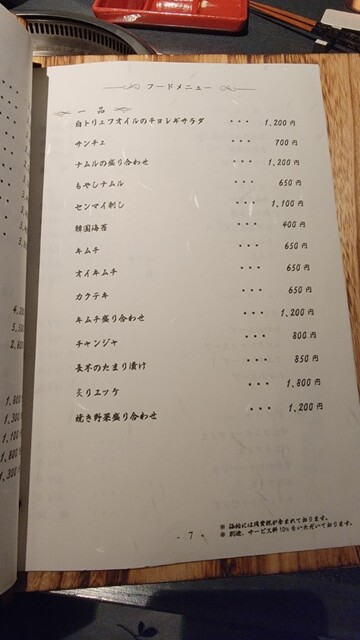 フードメニュー
一品
白トリュフオイルのチョレギサラダ ・・・ 1,200円
サンチュ ・・・ 700円
ナムルの盛り合わせ ・・・ 1,200円
もやしナムル ・・・ 650円
センマイ刺し ・・・ 1,100円
韓国海苔 ・・・ 400円
キムチ ・・・ 650円
オイキムチ ・・・ 650円
カクテキ ・・・ 650円
キムチ盛り合わせ ・・・ 1,200円
チャンジャ ・・・ 800円
長芋のたまり漬け ・・・ 850円
炙りエッケ ・・・ 1,800円
焼き野菜盛り合わせ ・・・ 1,200円
※ 価格には消費税が含まれております。
※ 別途、サービス料10%をいただいております。
- 7 -